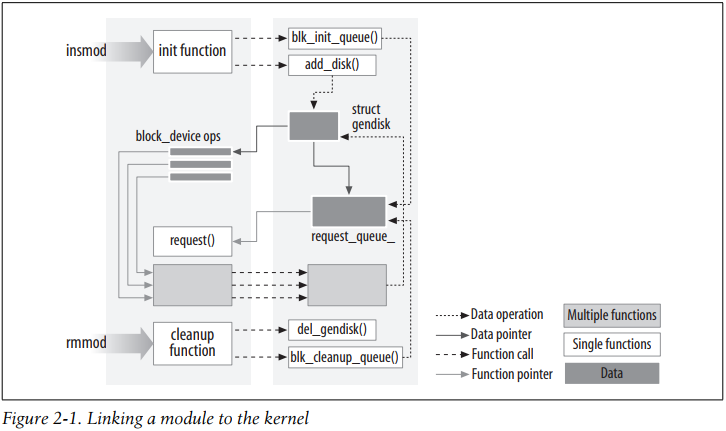 insmod
init function
blk_init_queue()
add_disk()
struct
gendisk
block_device ops
request()
request_queue_
rmmod
cleanup
function
del_gendisk()
blk_cleanup_queue()
Data operation
Data pointer
Function call
Function pointer
Multiple functions
Single functions
Data
Figure 2-1. Linking a module to the kernel